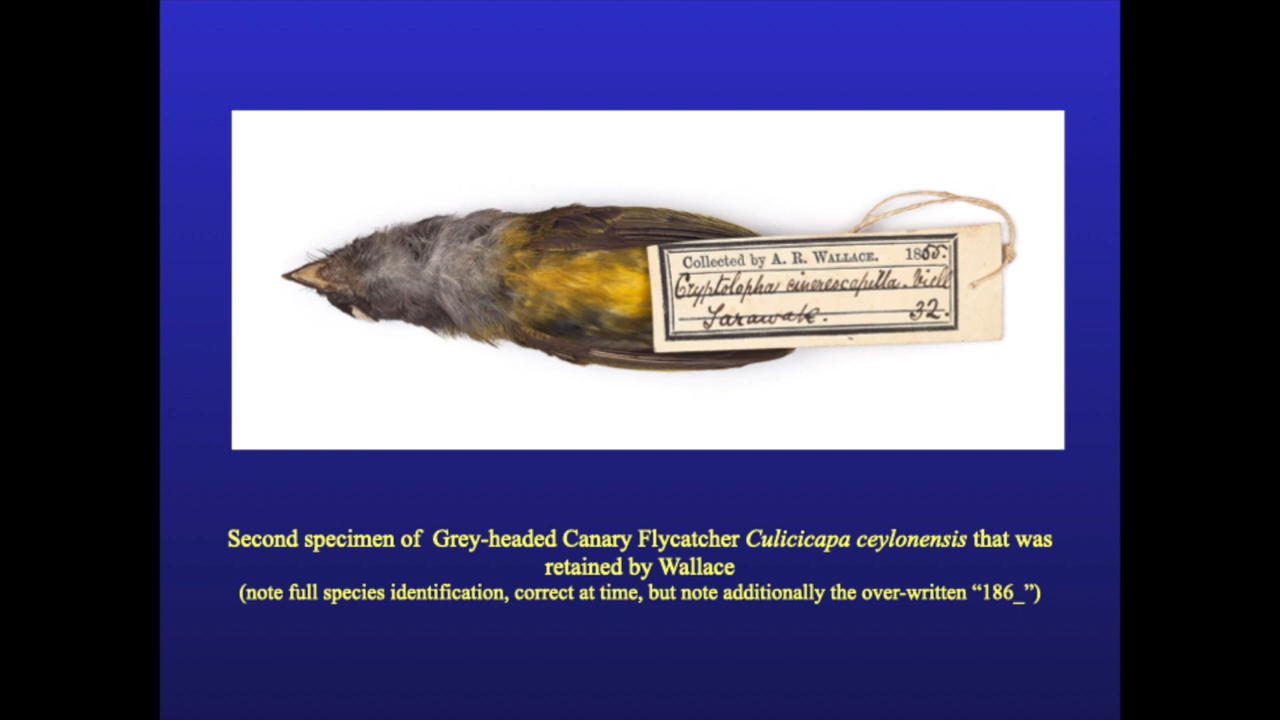 Collected by A. R. WALLACE. 1855.
Cryptolopha cinereocapilla. Viell
Sarawak. 32.
Second specimen of Grey-headed Canary Flycatcher Culicicapa ceylonensis that was
retained by Wallace
(note full species identification, correct at time, but note additionally the over-written “186_”)